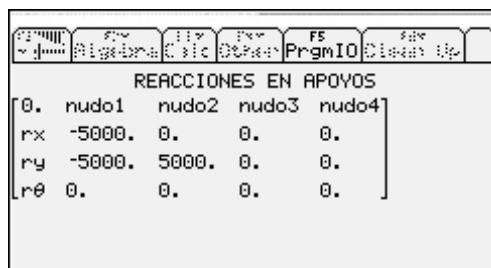 Algebra Calc Other F5 PrgmIO Clean Up
REACCIONES EN APOYOS
0. nudo1 nudo2 nudo3 nudo4
rx -5000. 0. 0. 0.
ry -5000. 5000. 0. 0.
rθ 0. 0. 0. 0.